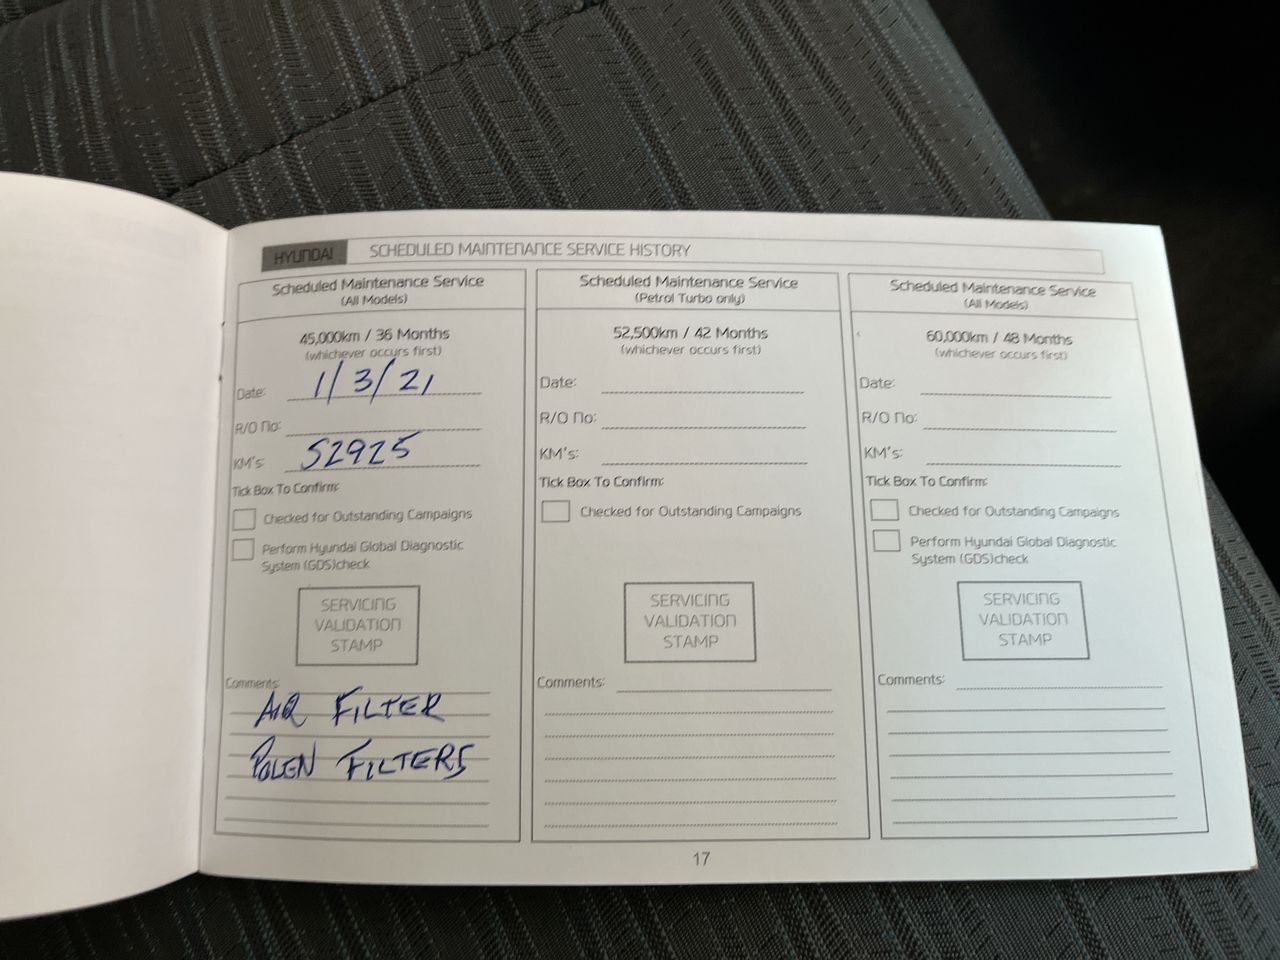 HYUNDAI SCHEDULED MAINTENANCE SERVICE HISTORY
Scheduled Maintenance Service
(All Models)
45,000km / 36 Months
(whichever occurs first)
Date: 1/3/21
R/O No:
KM's: 52925
Tick Box To Confirm:
Checked for Outstanding Campaigns
Perform Hyundai Global Diagnostic
System (GDS)check
SERVICING
VALIDATION
STAMP
Comments:
AIR FILTER
POLEN FILTERS
Scheduled Maintenance Service
(Petrol Turbo only)
52,500km / 42 Months
(whichever occurs first)
Date:
R/O No:
KM's:
Tick Box To Confirm:
Checked for Outstanding Campaigns
SERVICING
VALIDATION
STAMP
Comments:
Scheduled Maintenance Service
(All Models)
60,000km / 48 Months
(whichever occurs first)
Date:
R/O No:
KM's:
Tick Box To Confirm:
Checked for Outstanding Campaigns
Perform Hyundai Global Diagnostic
System (GDS)check
SERVICING
VALIDATION
STAMP
Comments:
17